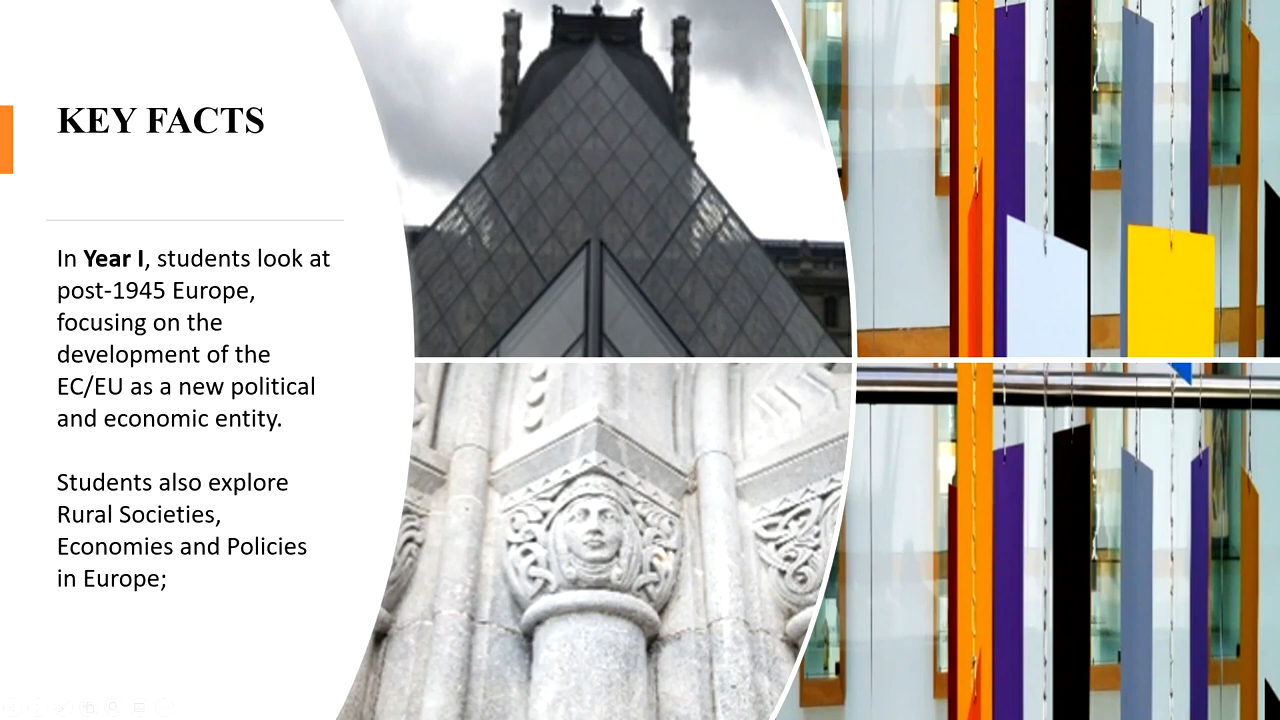 KEY FACTS
In Year I, students look at
post-1945 Europe,
focusing on the
development of the
EC/EU as a new political
and economic entity.
Students also explore
Rural Societies,
Economies and Policies
in Europe;